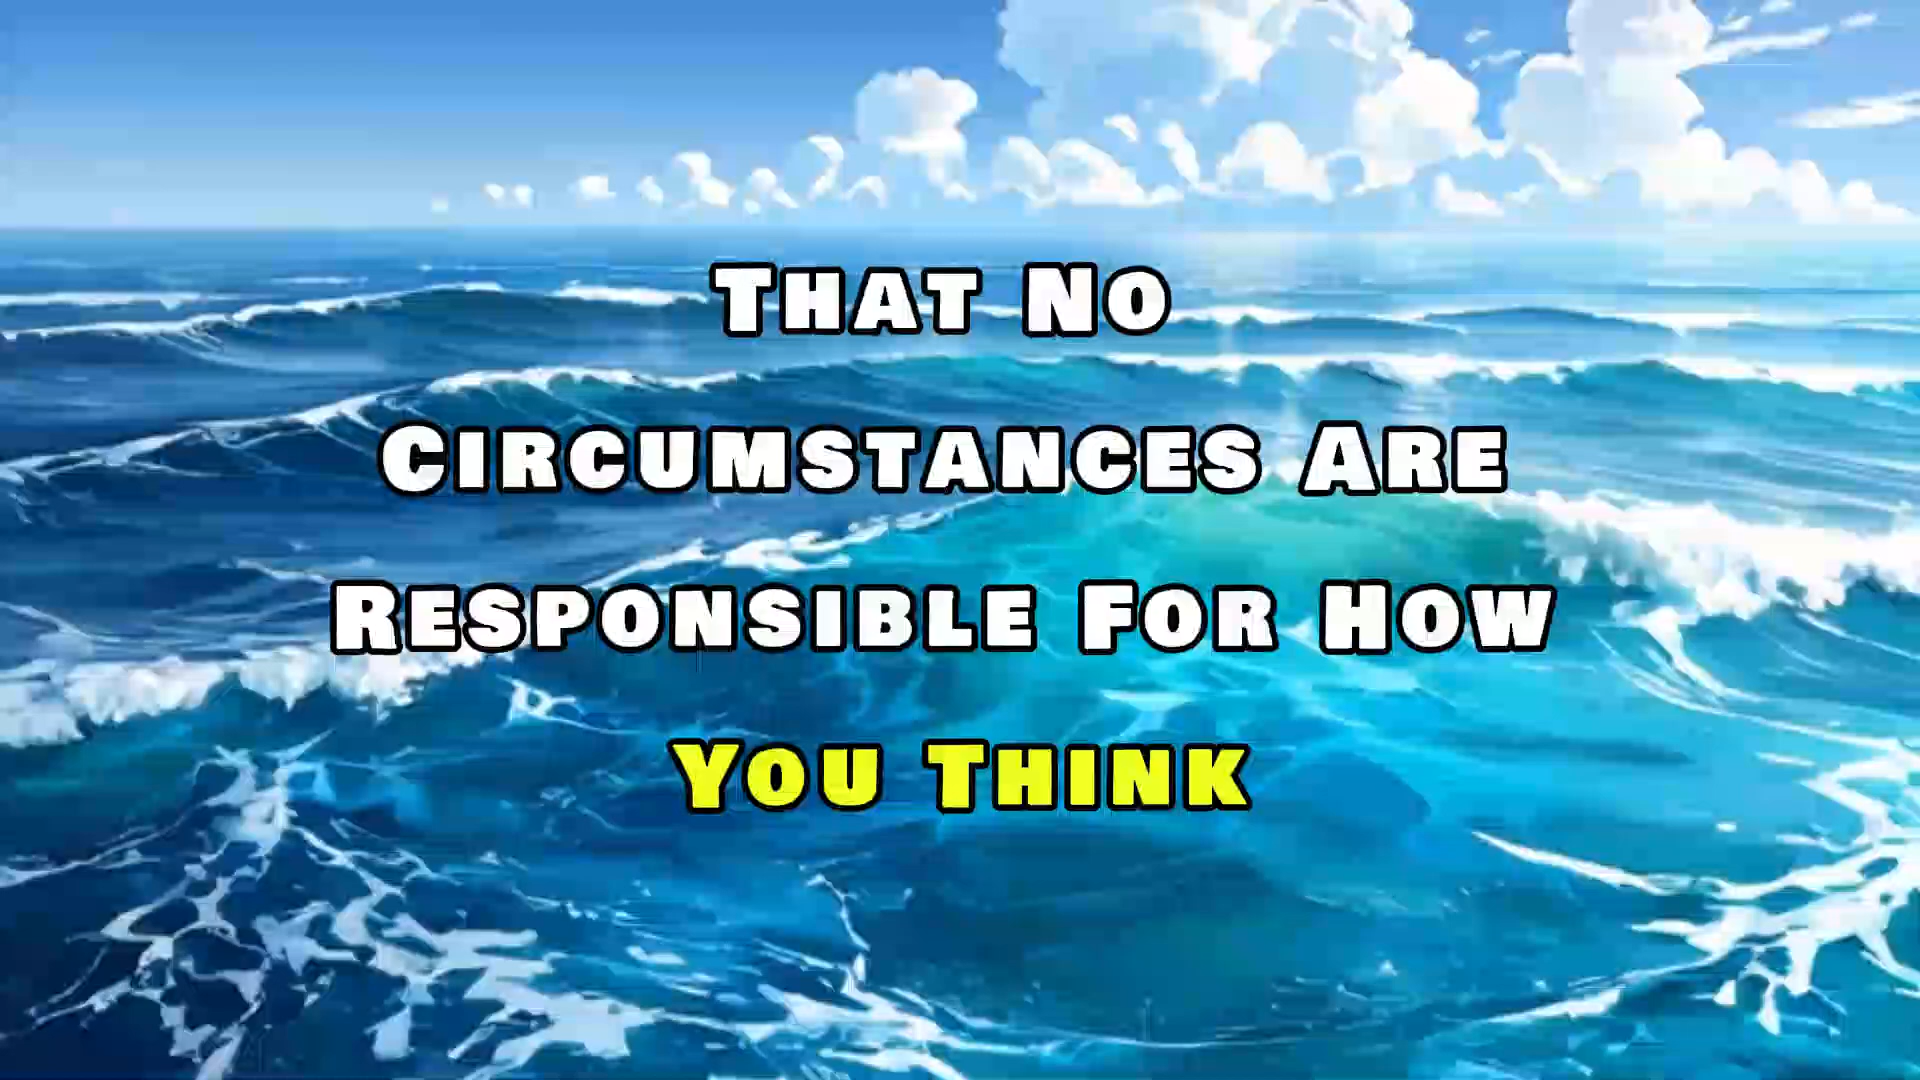 That No
Circumstances Are
Responsible For How
You Think